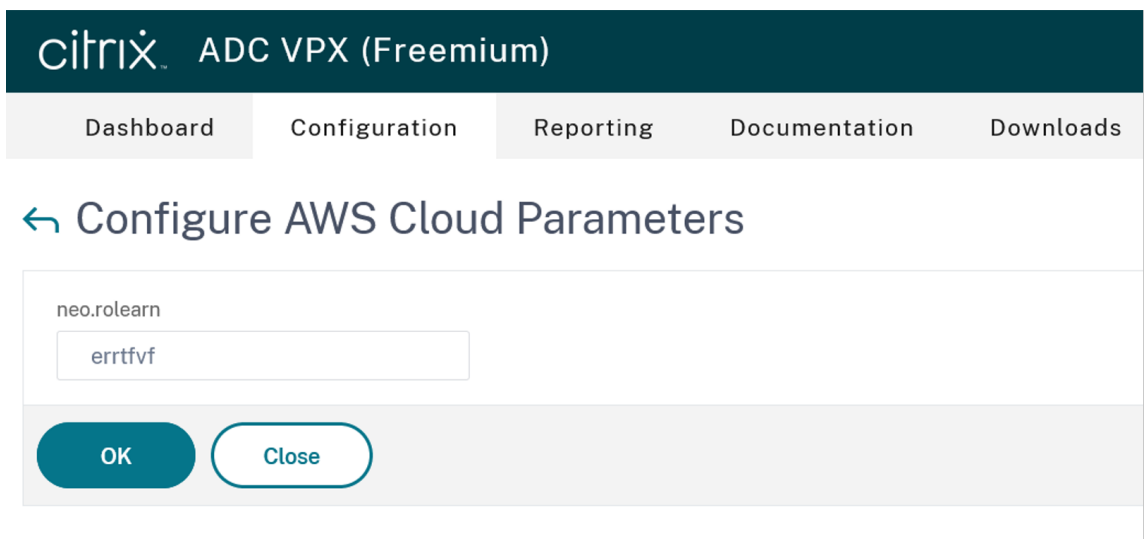 citrix ADC VPX (Freemium)
Dashboard Configuration Reporting Documentation Downloads
Configure AWS Cloud Parameters
neo.rolearn
errtfvf
OK Close